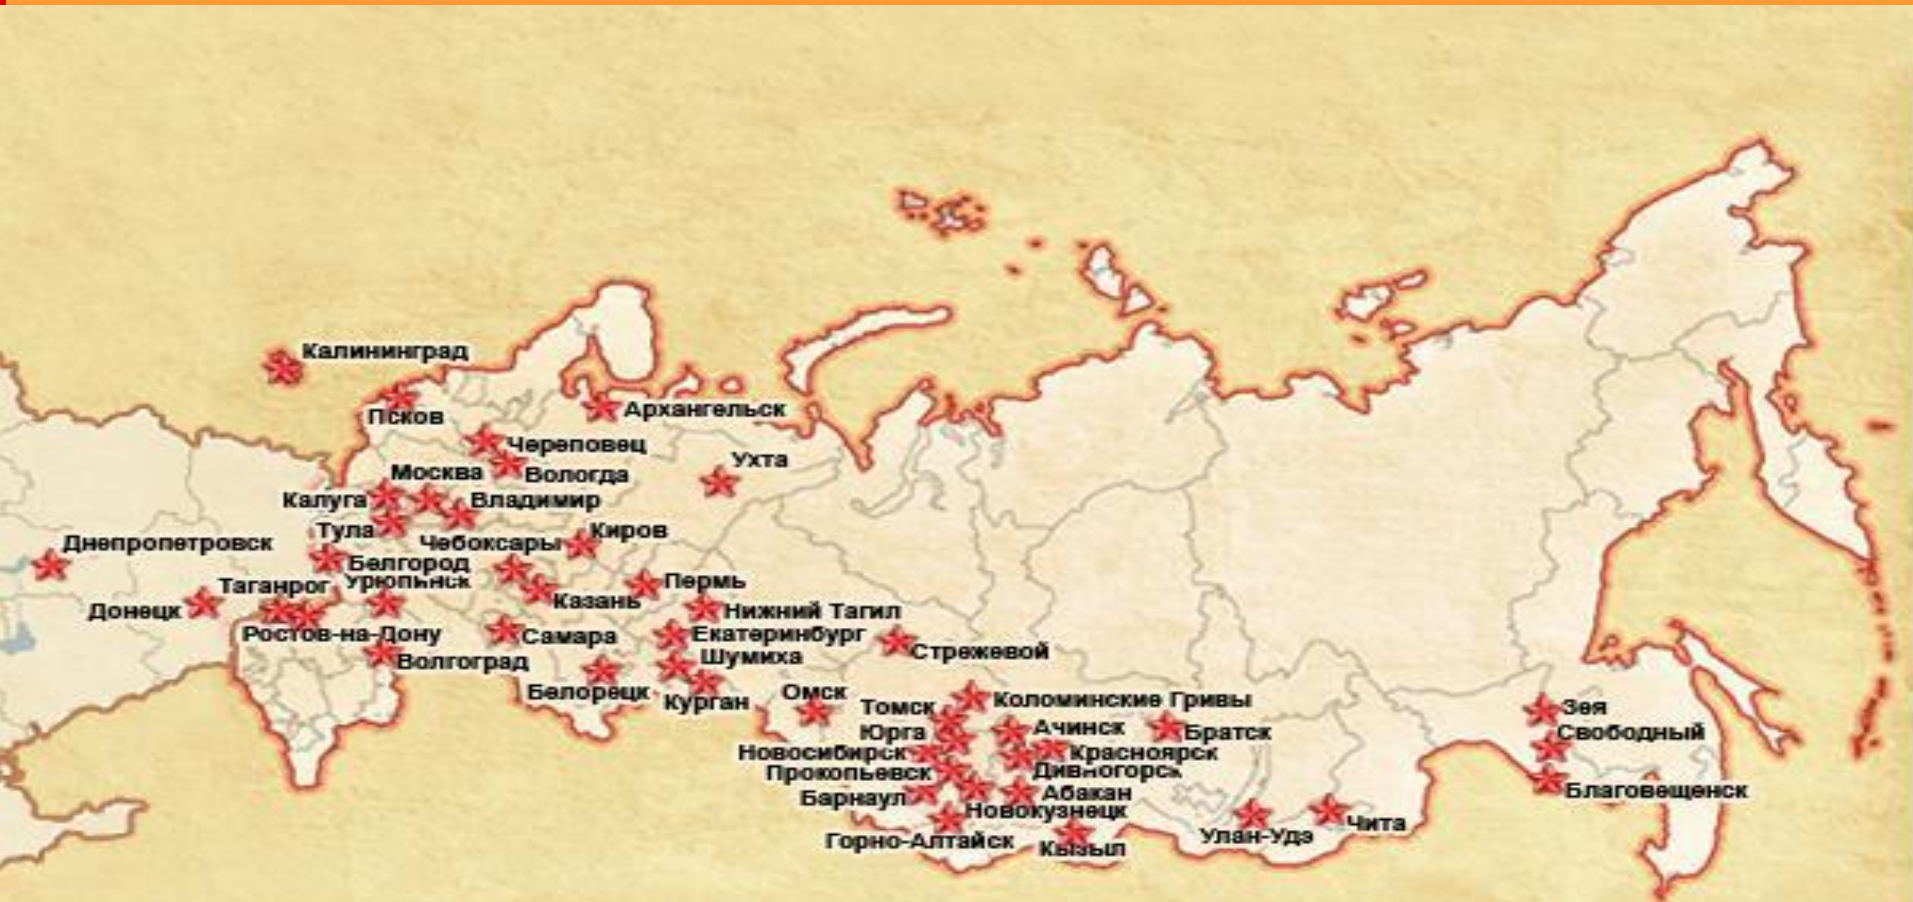 Калининград
Псков
Архангельск
Череповец
Ухта
Москва
Вологда
Калуга
Владимир
Тула
Киров
Чебоксары
Днепропетровск
Белгород
Урюпинск
Таганрог
Пермь
Донецк
Казань
Нижний Тагил
Ростов-на-Дону
Самара
Екатеринбург
Стрежевой
Волгоград
Шумиха
Белорецк
Курган
Омск
Коломинские Гривы
Томск
Зея
Юрга
Ачинск
Братск
Свободный
Новосибирск
Красноярск
Прокопьевск
Дивногорск
Барнаул
Абакан
Благовещенск
Новокузнецк
Чита
Улан-Удэ
Горно-Алтайск
Кызыл